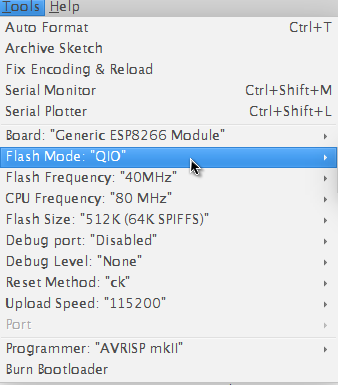 Tools Help
Auto Format Ctrl+T
Archive Sketch
Fix Encoding & Reload
Serial Monitor Ctrl+Shift+M
Serial Plotter Ctrl+Shift+L
Board: "Generic ESP8266 Module"
Flash Mode: "QIO"
Flash Frequency: "40MHz"
CPU Frequency: "80 MHz"
Flash Size: "512K (64K SPIFFS)"
Debug port: "Disabled"
Debug Level: "None"
Reset Method: "ck"
Upload Speed: "115200"
Port
Programmer: "AVRISP mkII"
Burn Bootloader